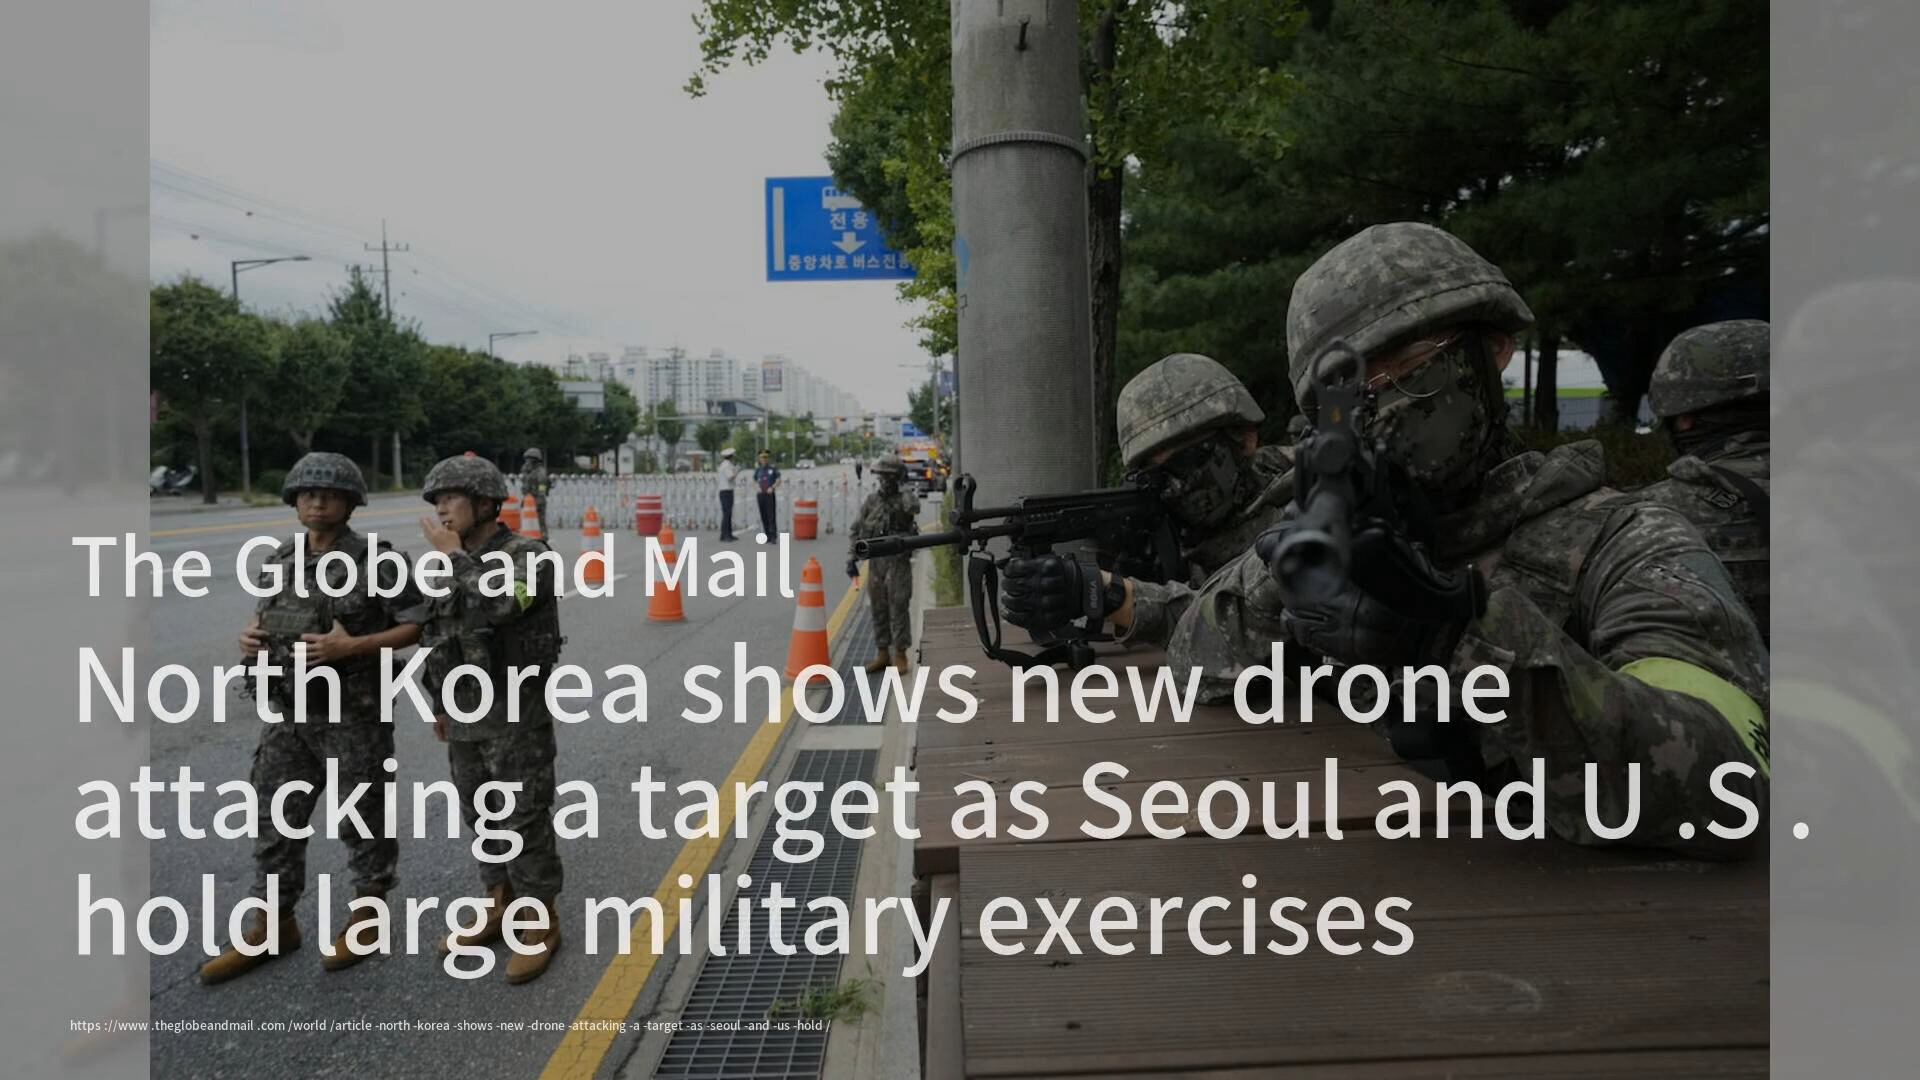 전용
중앙차로 버스전용
The Globe and Mail
North Korea shows new drone
attacking a target as Seoul and U .S .
hold large military exercises
https ://www .theglobeandmail .com /world /article -north -korea -shows -new -drone -attacking -a -target -as -seoul -and -us -hold /